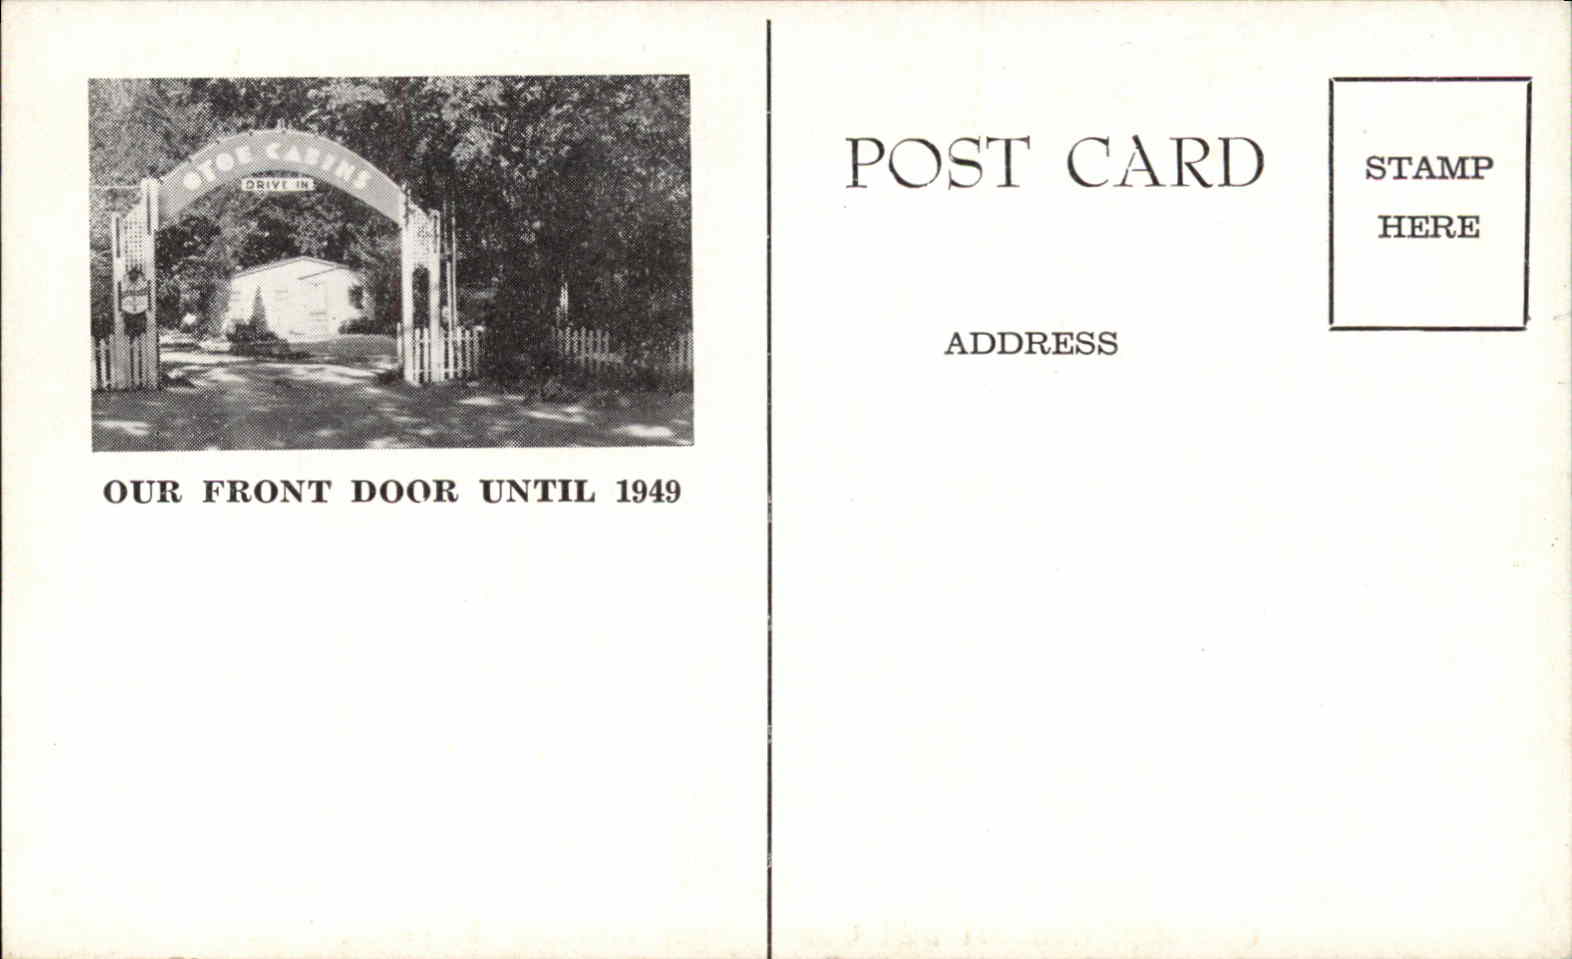 OTOE CABINS
DRIVE IN
OUR FRONT DOOR UNTIL 1949
POST CARD
STAMP
HERE
ADDRESS